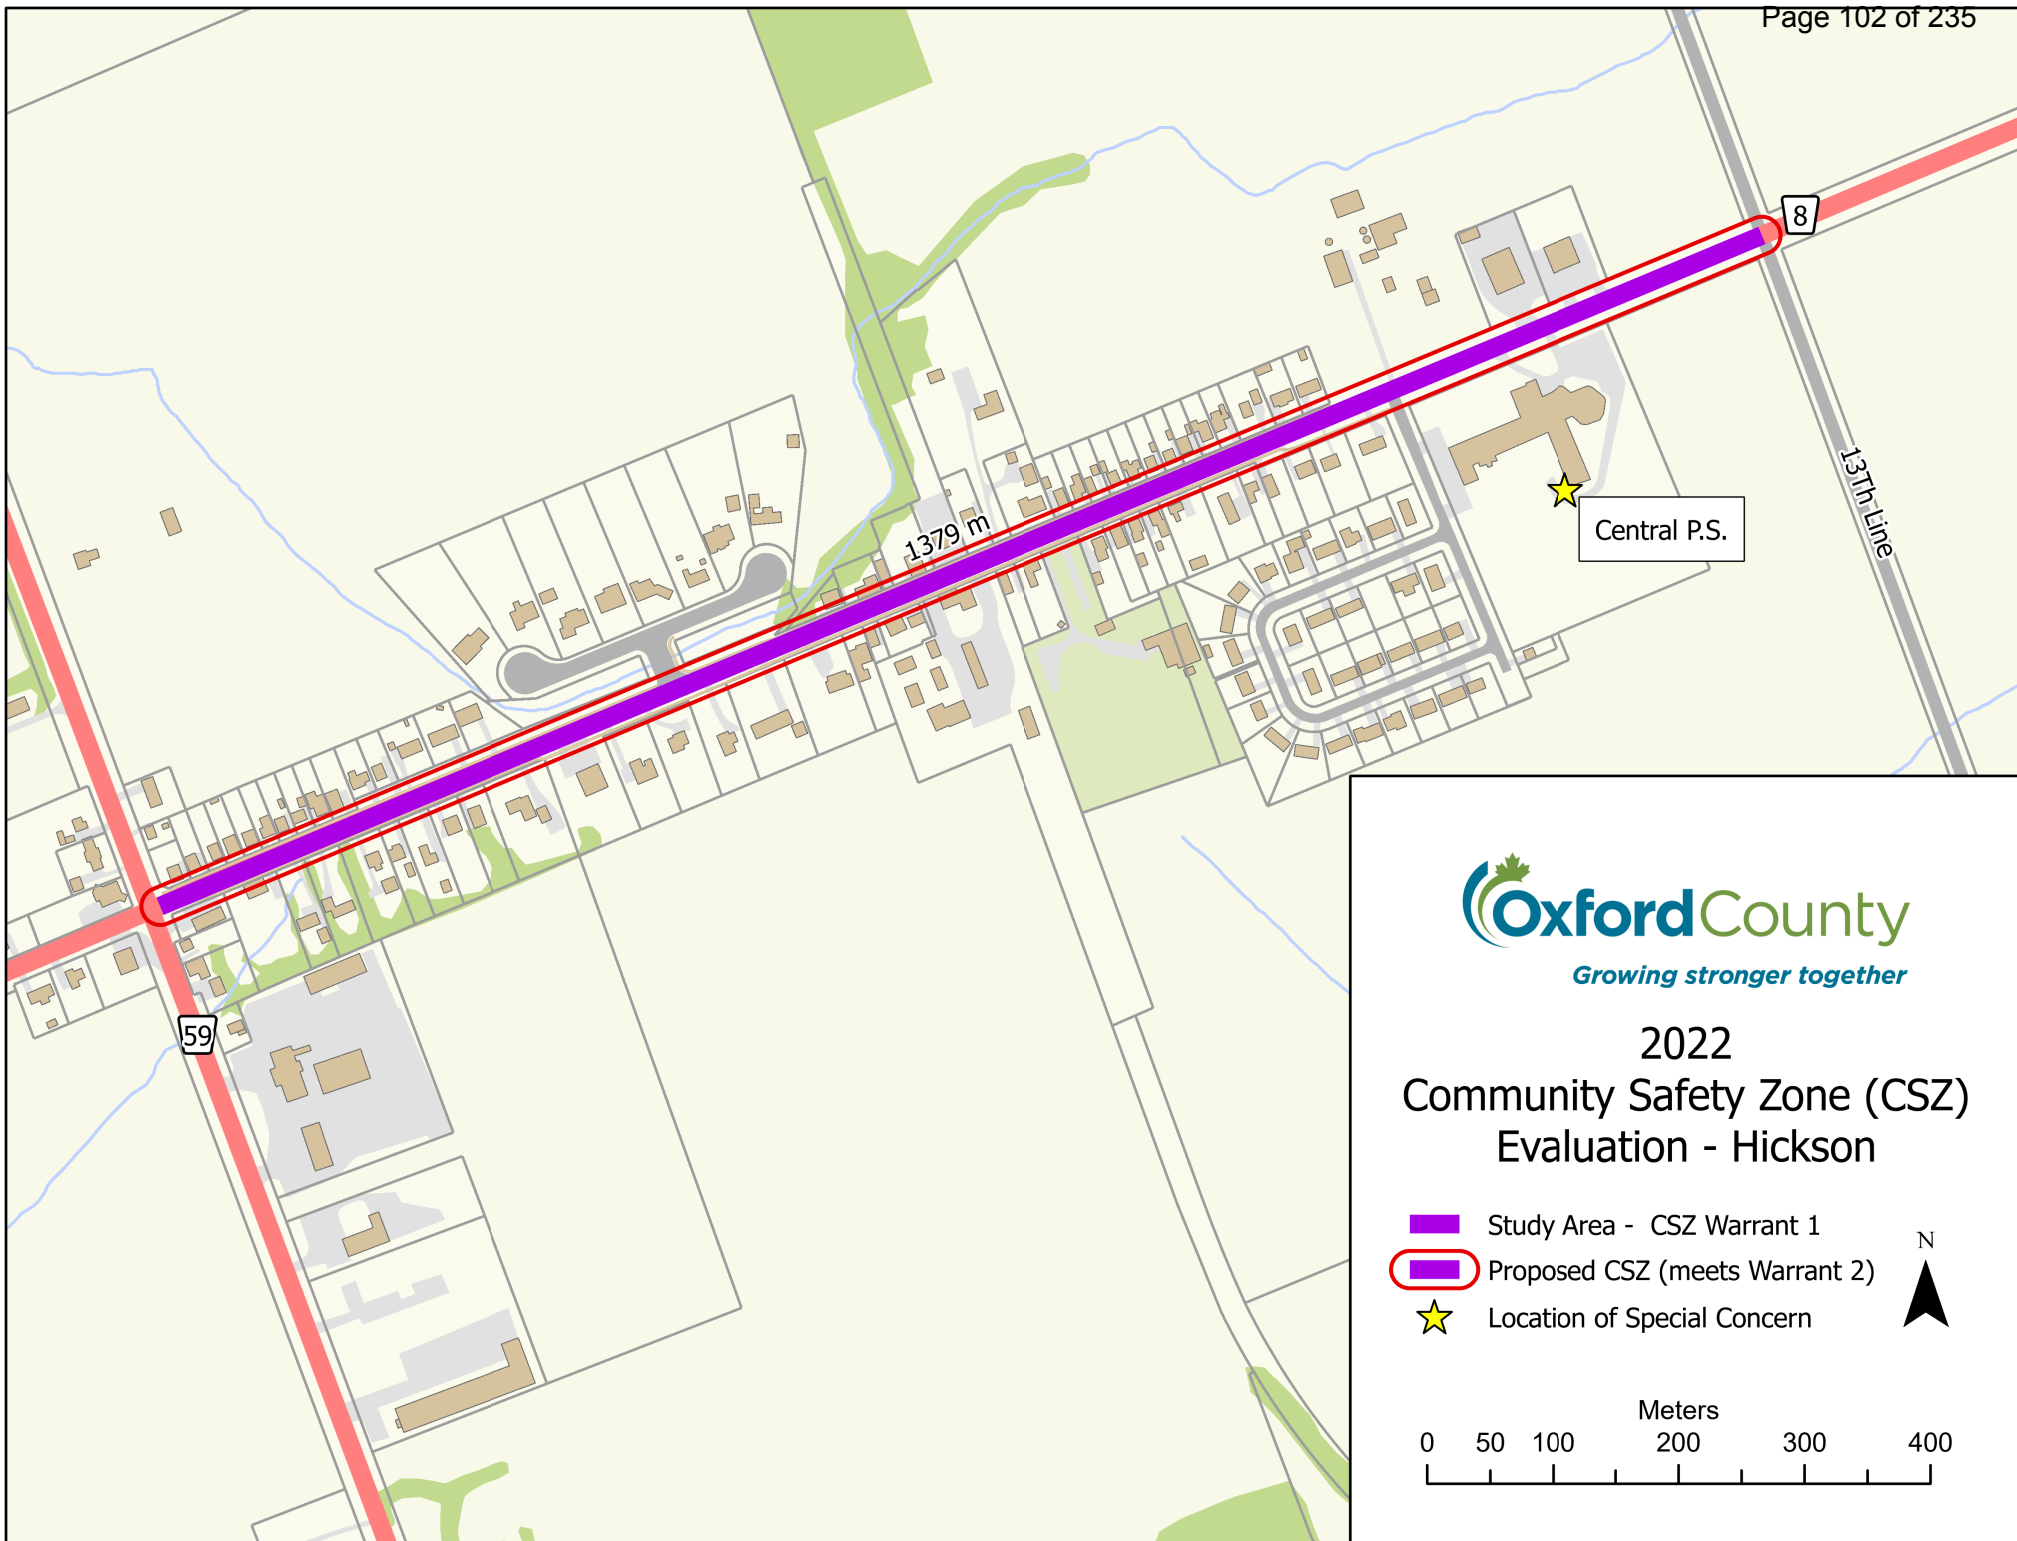 Page 102 of 235
8
13Th Line
1379 m
Central P.S.
59
Oxford County
Growing stronger together
2022
Community Safety Zone (CSZ)
Evaluation - Hickson
Study Area - CSZ Warrant 1
Proposed CSZ (meets Warrant 2)
Location of Special Concern
N
Meters
0 50 100 200 300 400